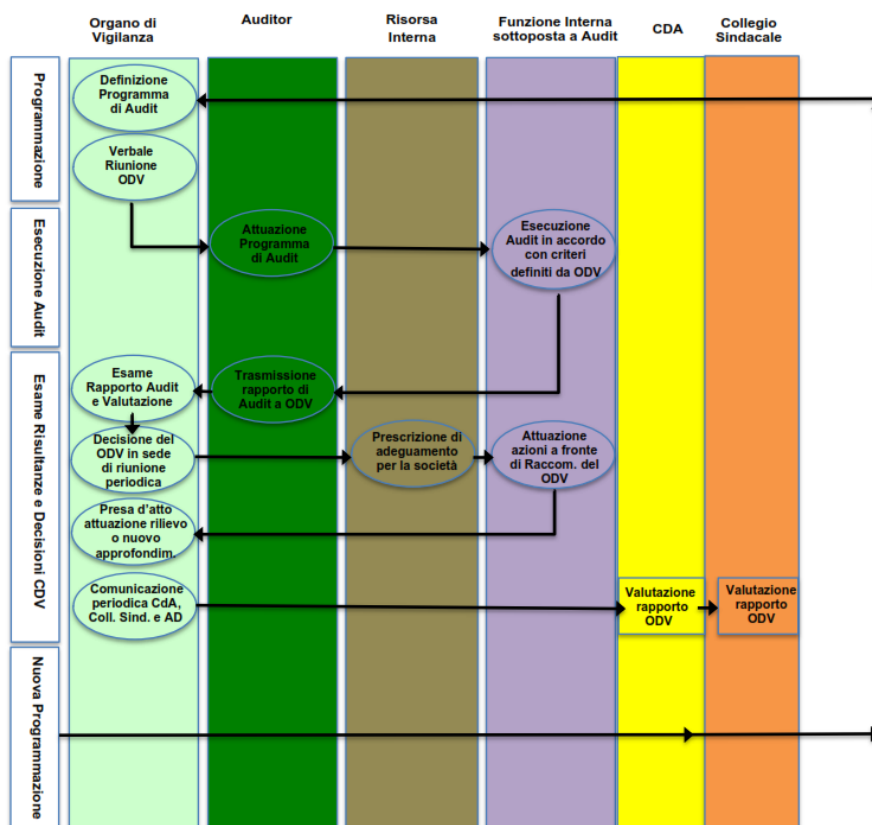 Organo di
Vigilanza
Auditor
Risorsa
Interna
Funzione Interna
sottoposta a Audit
CDA
Collegio
Sindacale
Programmazione
Definizione
Programma
di Audit
Verbale
Riunione
ODV
Esecuzione Audit
Attuazione
Programma
di Audit
Esecuzione
Audit in accordo
con criteri
definiti da ODV
Esame Risultanze e Decisioni CDV
Esame
Rapporto Audit
e Valutazione
Trasmissione
rapporto di
Audit a ODV
Decisione del
ODV in sede
di riunione
periodica
Prescrizione di
adeguamento
per la società
Attuazione
azioni a fronte
di Raccom. del
ODV
Presa d'atto
attuazione rilievo
o nuovo
approfondim.
Comunicazione
periodica CdA,
Coll. Sind. e AD
Valutazione
rapporto
ODV
Valutazione
rapporto
ODV
Nuova Programmazione